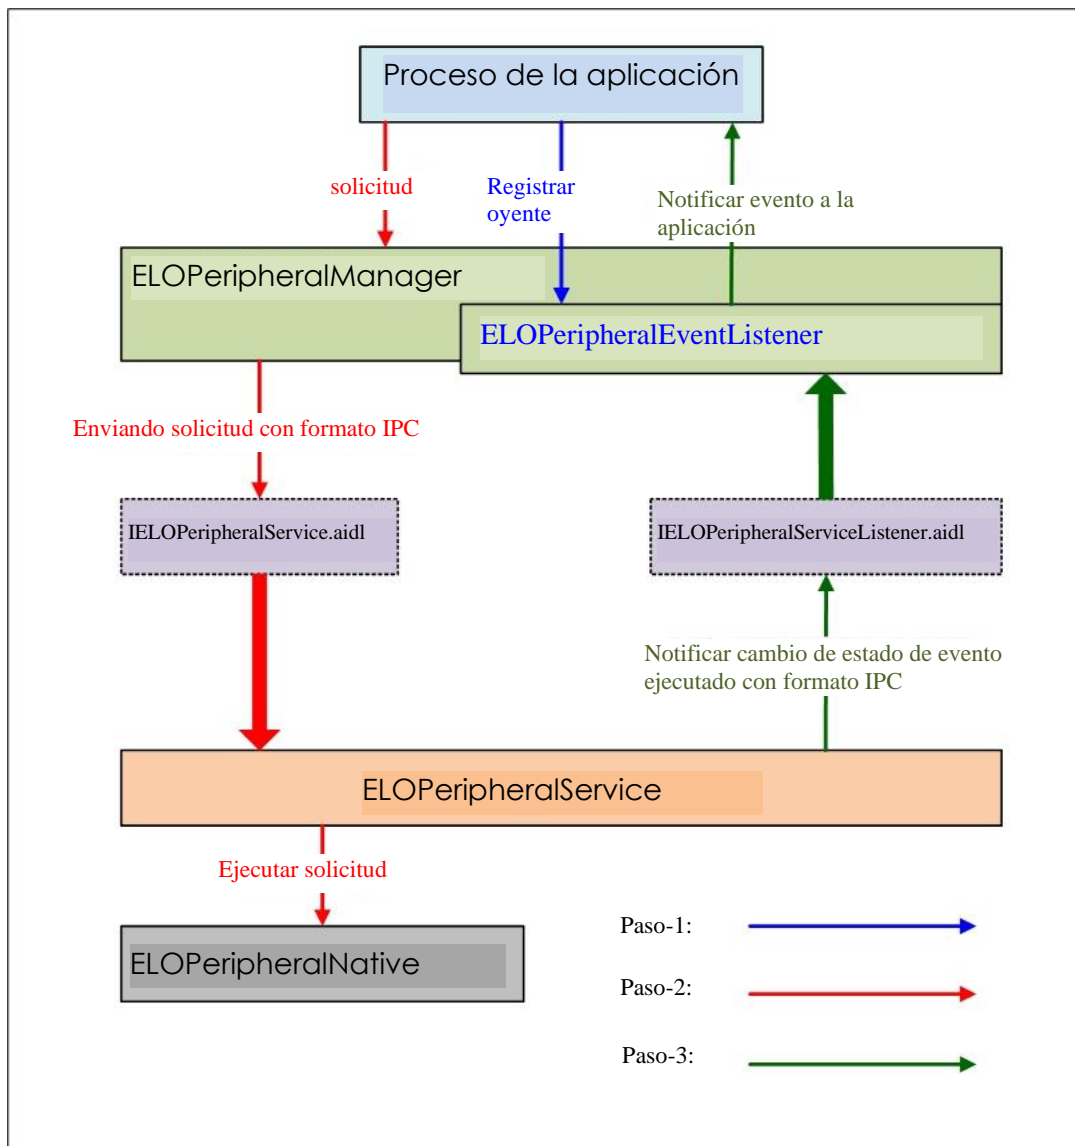 Proceso de la aplicación
solicitud
Registrar
oyente
Notificar evento a la
aplicación
ELOPeripheralManager
ELOPeripheralEventListener
Enviando solicitud con formato IPC
IELOPeripheralService.aidl
IELOPeripheralServiceListener.aidl
Notificar cambio de estado de evento
ejecutado con formato IPC
ELOPeripheralService
Ejecutar solicitud
ELOPeripheralNative
Paso-1:
Paso-2:
Paso-3: